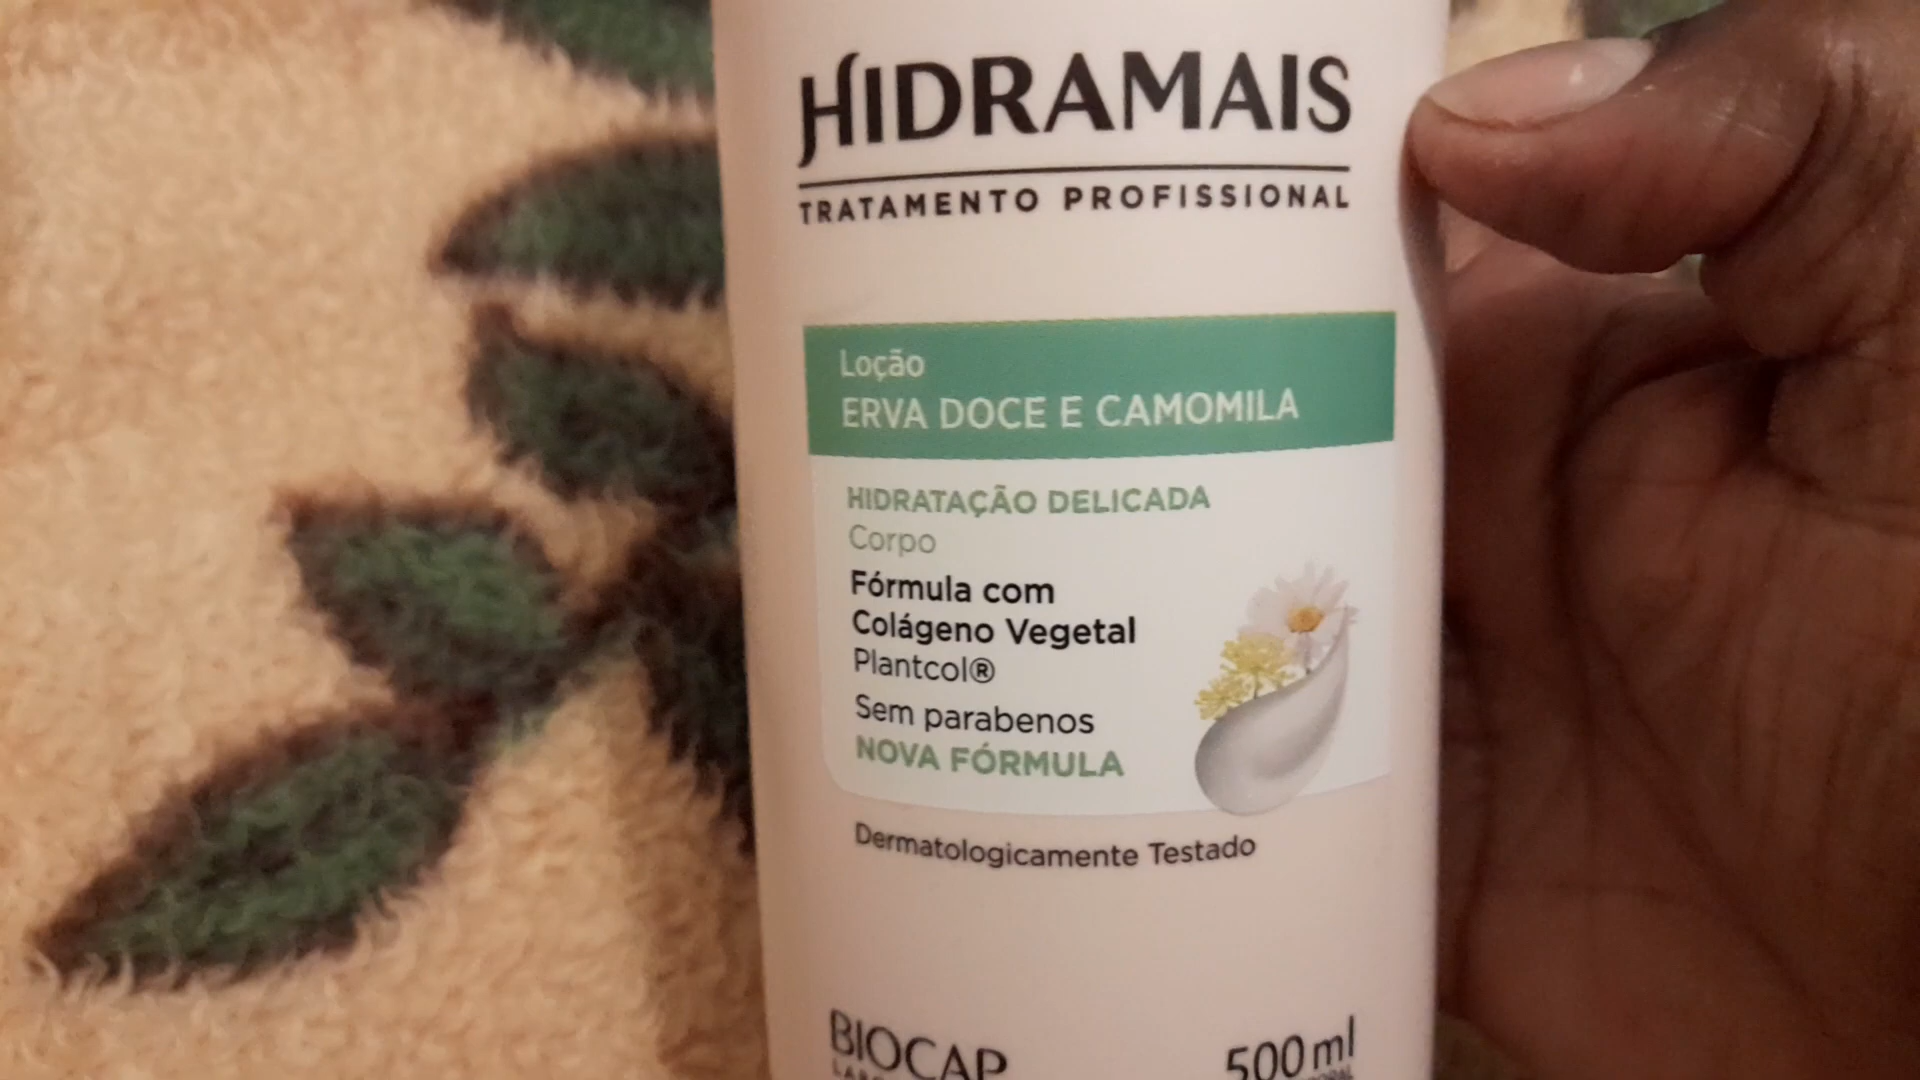 HIDRAMAIS
TRATAMENTO PROFISSIONAL
Loção
ERVA DOCE E CAMOMILA
HIDRATAÇÃO DELICADA
Corpo
Fórmula com
Colágeno Vegetal
Plantcol®
Sem parabenos
NOVA FÓRMULA
Dermatologicamente Testado
BIOCAP
500ml